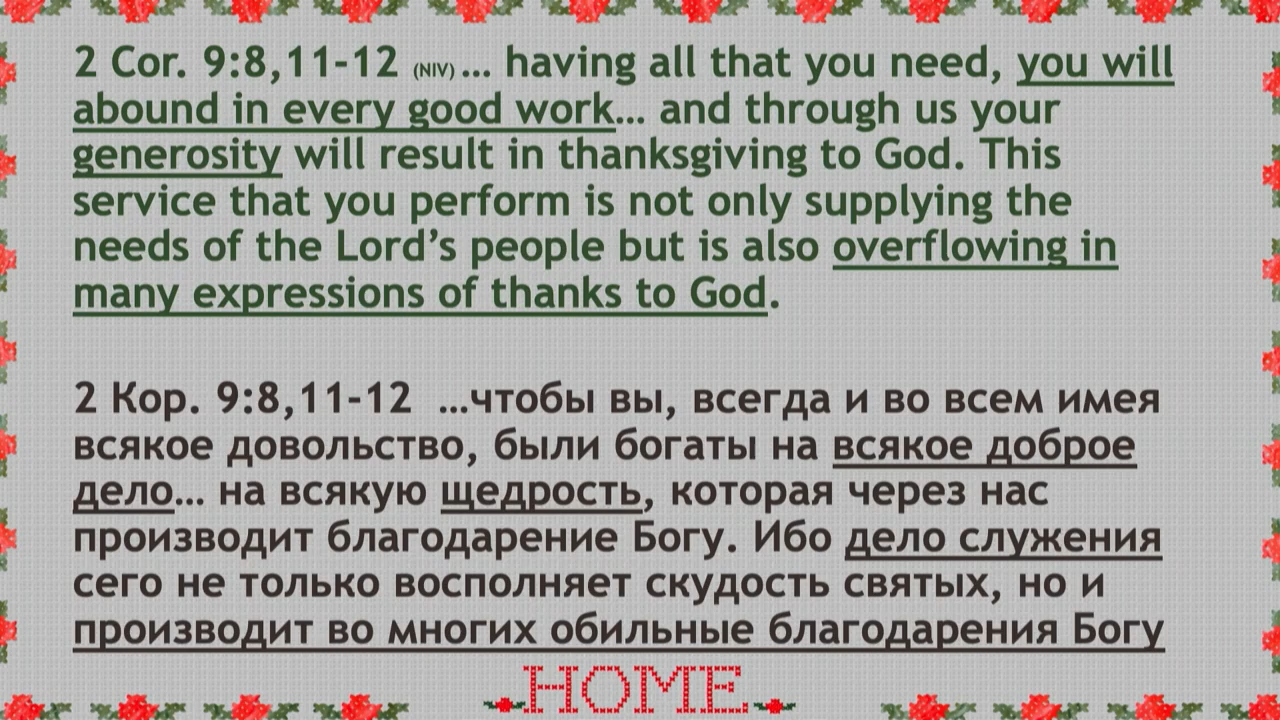 2 Cor. 9:8,11-12 (NIV) ... having all that you need, you will
abound in every good work... and through us your
generosity will result in thanksgiving to God. This
service that you perform is not only supplying the
needs of the Lord’s people but is also overflowing in
many expressions of thanks to God.
2 Кор. 9:8,11-12 ...чтобы вы, всегда и во всем имея
всякое довольство, были богаты на всякое доброе
дело... на всякую щедрость, которая через нас
производит благодарение Богу. Ибо дело служения
сего не только восполняет скудость святых, но и
производит во многих обильные благодарения Богу
HOME